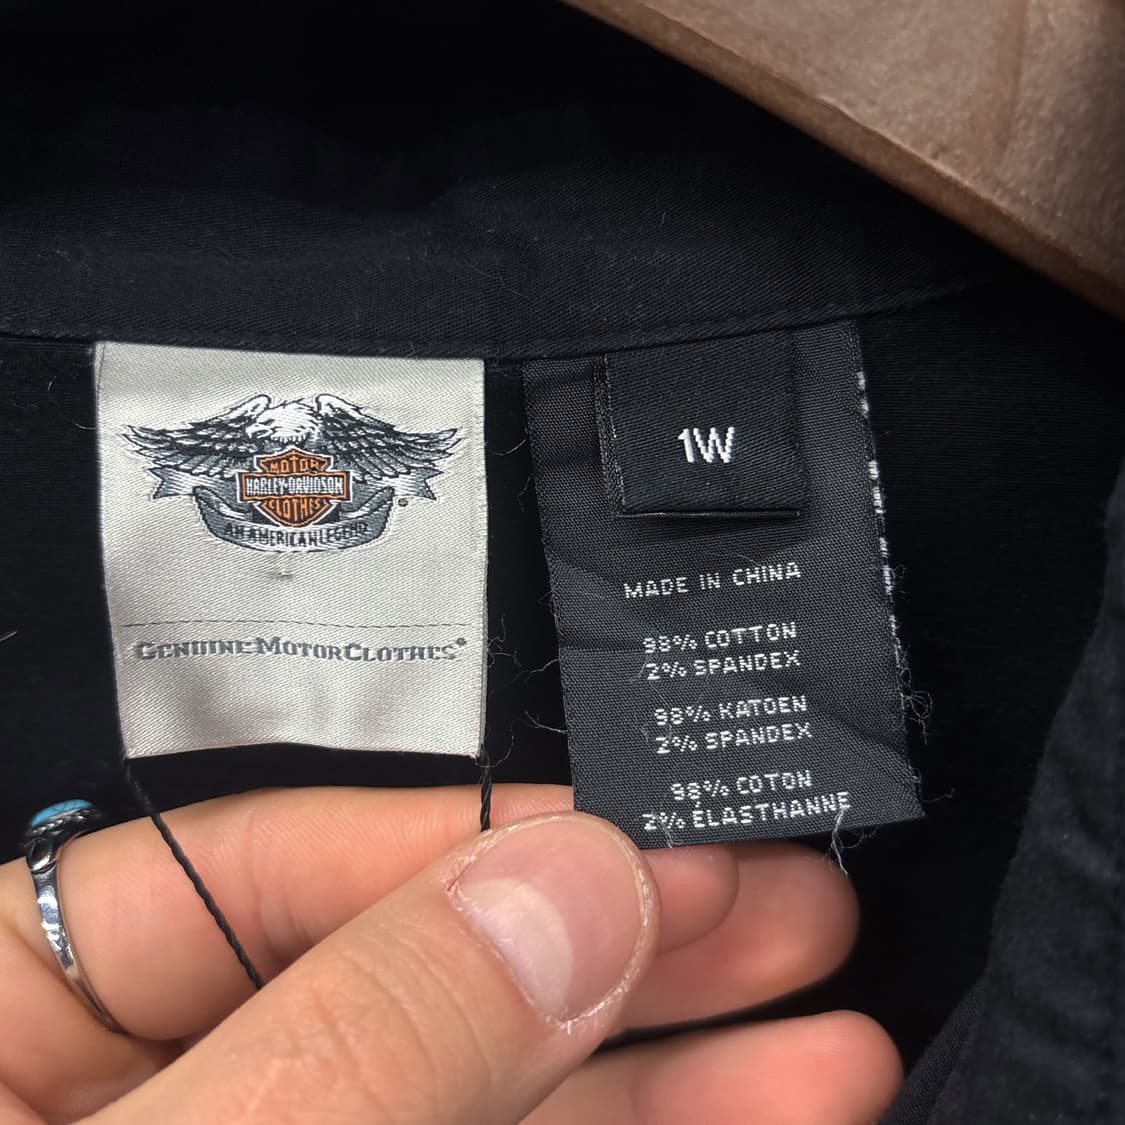 MOTOR
HARLEY-DAVIDSON
CLOTHES
AN AMERICAN LEGEND
®
GENUINE MOTORCLOTHES®
1W
MADE IN CHINA
98% COTTON
2% SPANDEX
98% KATOEN
2% SPANDEX
98% COTON
2% ÉLASTHANNE